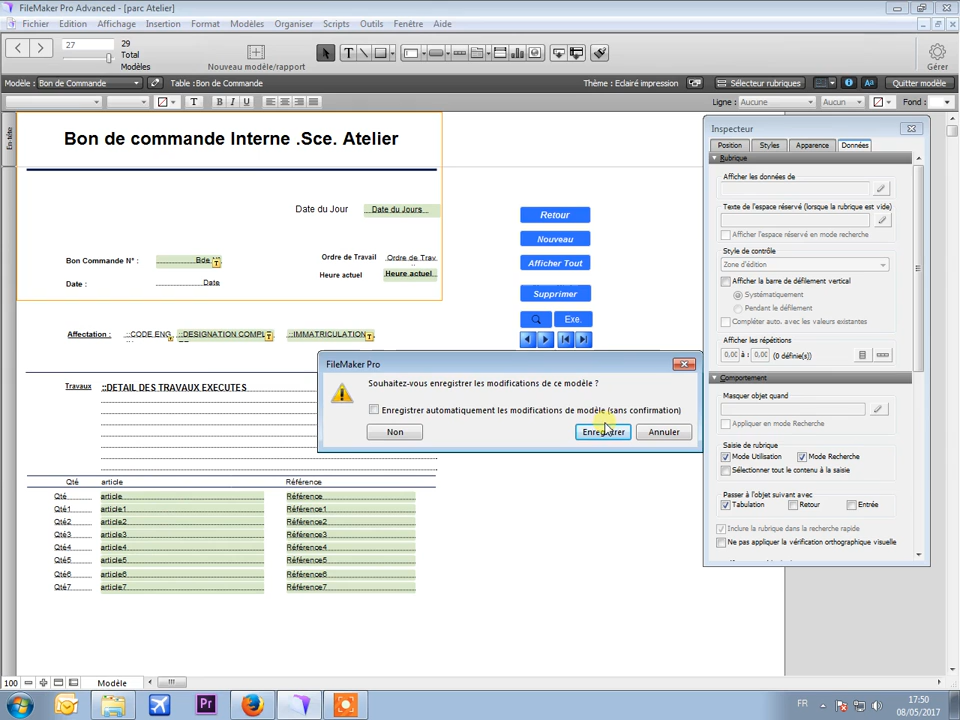 FileMaker Pro Advanced - [parc Atelier]
Fichier Edition Affichage Insertion Format Modèles Organiser Scripts Outils Fenêtre Aide
27
29
Total
Modèles
Nouveau modèle/rapport
Gérer
Modèle : Bon de Commande Table : Bon de Commande Thème : Eclairé impression Sélecteur rubriques Aa Quitter modèle
T B I U Ligne : Aucune Aucun Fond :
En-tête
Bon de commande Interne .Sce. Atelier
Date du Jour Date du Jours
Bon Commande N° : Bde
Ordre de Travail Ordre de Trav
Heure actuel Heure actuel
Date : Date
Affectation : ::CODE ENG ::DESIGNATION COMPLE ::IMMATRICULATION
Travaux ::DETAIL DES TRAVAUX EXECUTES
Qté article Référence
Qté article Référence
Qté1 article1 Référence1
Qté2 article2 Référence2
Qté3 article3 Référence3
Qté4 article4 Référence4
Qté5 article5 Référence5
Qté6 article6 Référence6
Qté7 article7 Référence7
Retour
Nouveau
Afficher Tout
Supprimer
Exe.
FileMaker Pro
Souhaitez-vous enregistrer les modifications de ce modèle ?
Enregistrer automatiquement les modifications de modèle (sans confirmation)
Non Enregistrer Annuler
Inspecteur
Position Styles Apparence Données
Rubrique
Afficher les données de
Texte de l'espace réservé (lorsque la rubrique est vide)
Afficher l'espace réservé en mode recherche
Style de contrôle
Zone d'édition
Afficher la barre de défilement vertical
Systématiquement
Pendant le défilement
Compléter auto. avec les valeurs existantes
Afficher les répétitions
à : (0 définie(s))
Comportement
Masquer objet quand
Appliquer en mode Recherche
Saisie de rubrique
Mode Utilisation Mode Recherche
Sélectionner tout le contenu à la saisie
Passer à l'objet suivant avec
Tabulation Retour Entrée
Inclure la rubrique dans la recherche rapide
Ne pas appliquer la vérification orthographique visuelle
100 Modèle
Pr FR 17:50
08/05/2017